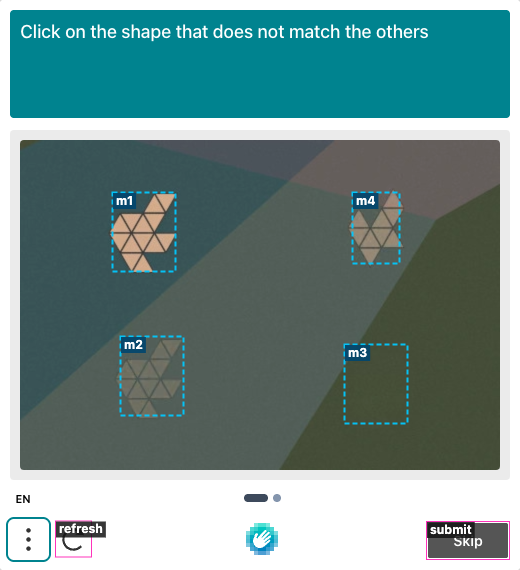 Click on the shape that does not match the others
m1
m4
m2
m3
EN
refresh
submit
Skip